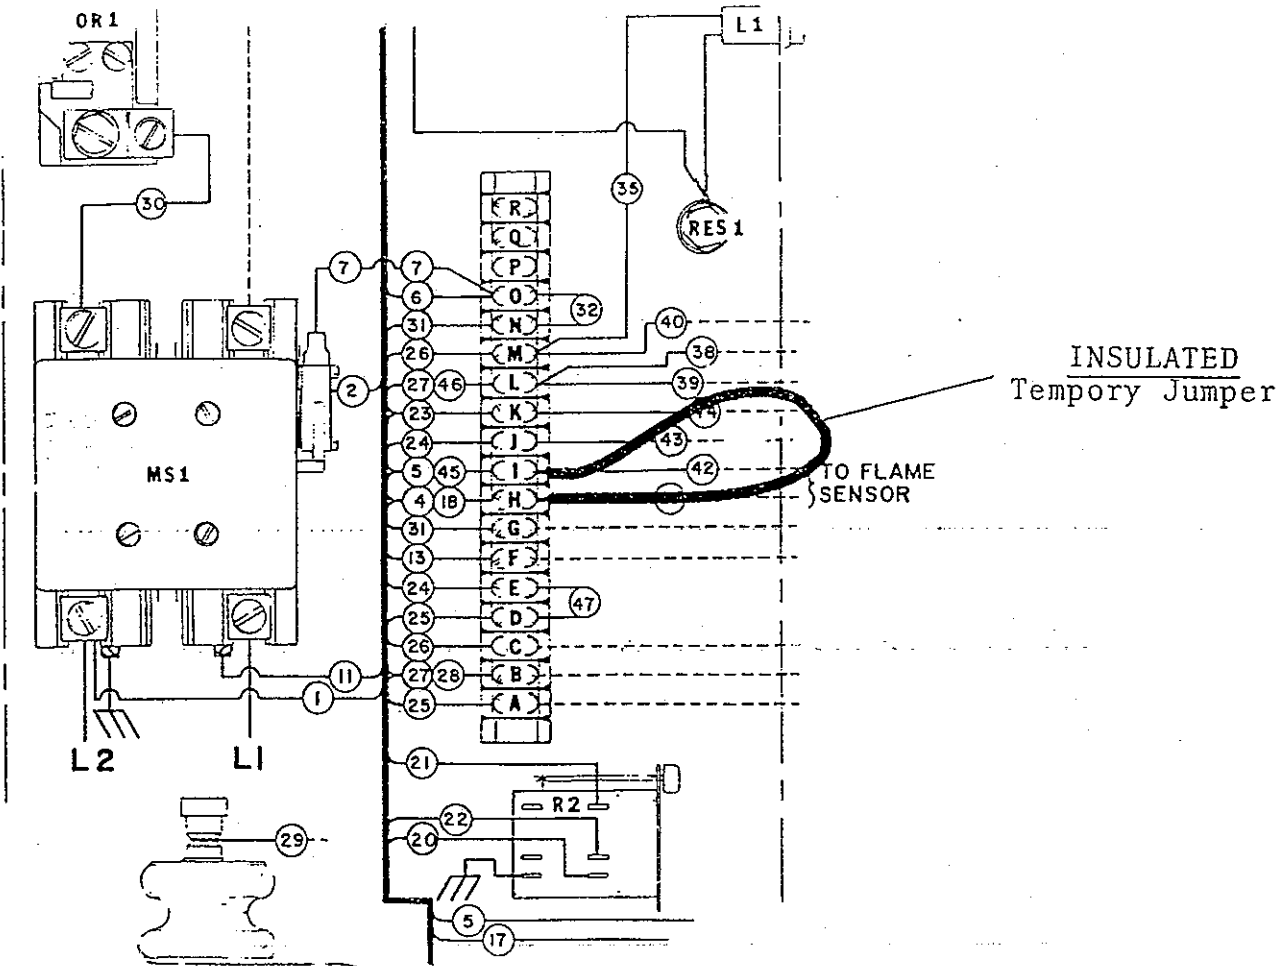 OR1
L1
30
35
RES1
R
Q
P
7 7 O
6 32
31 N
40
26 M
38
2 27 46 L
39
INSULATED
Tempory Jumper
23 K 44
24 J 43
MS1
5 45 I 42
TO FLAME
SENSOR
4 18 H
31 G
13 F
24 E
47
25 D
26 C
11 27 28 B
1 25 A
L2 L1
21
R2
22
29 20
5
17